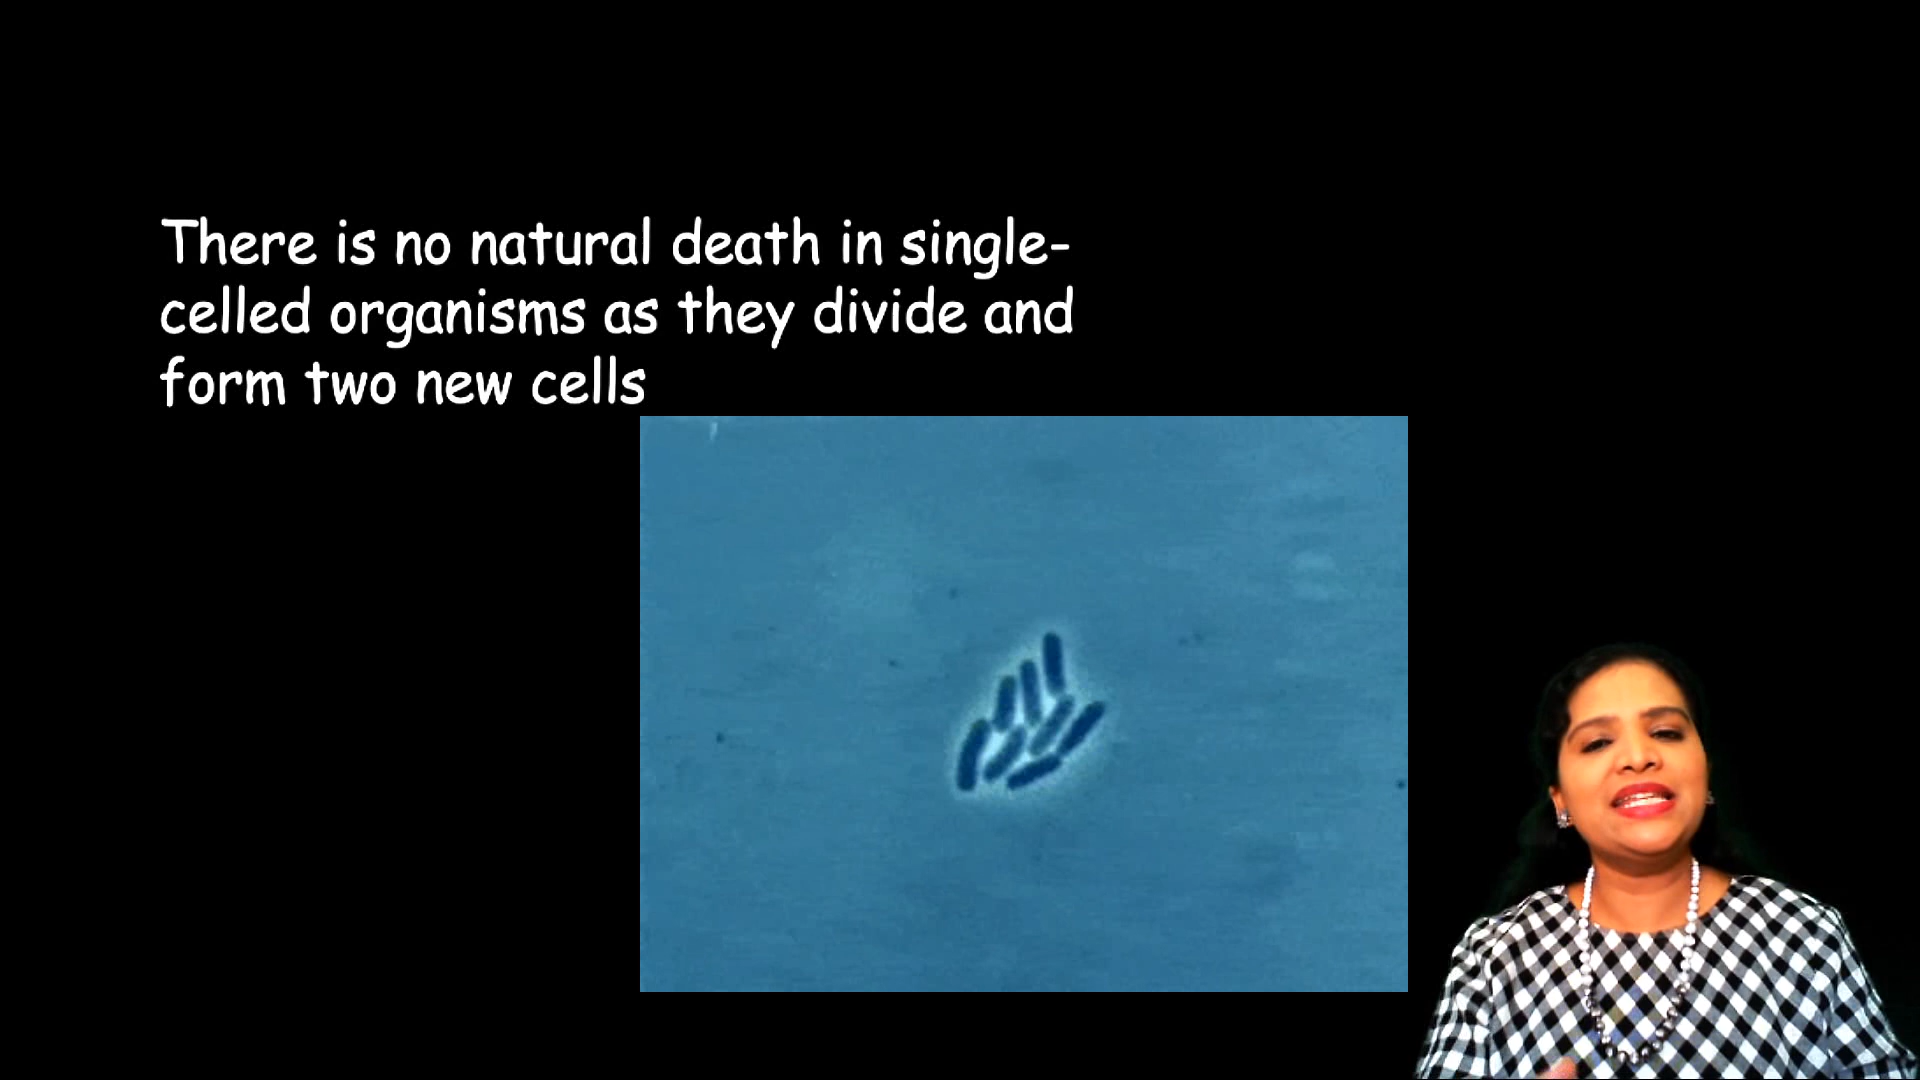 There is no natural death in single-
celled organisms as they divide and
form two new cells